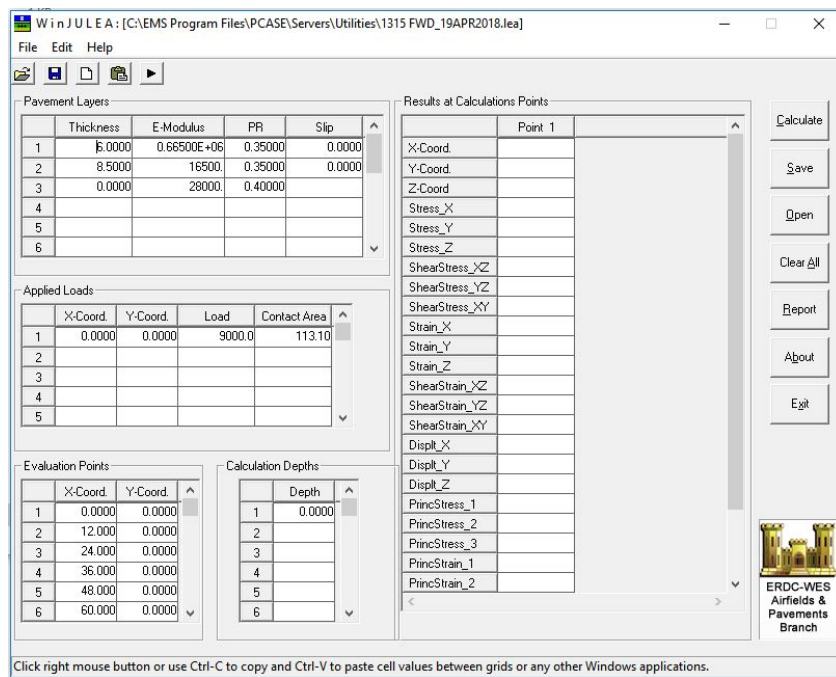 WinJULEA: [C:\EMS Program Files\PCASE\Servers\Utilities\1315 FWD_19APR2018.lea]
File Edit Help
Pavement Layers
Thickness E-Modulus PR Slip
1 6.0000 0.66500E+06 0.35000 0.0000
2 8.5000 16500. 0.35000 0.0000
3 0.0000 28000. 0.40000
4
5
6
Applied Loads
X-Coord. Y-Coord. Load Contact Area
1 0.0000 0.0000 9000.0 113.10
2
3
4
5
Evaluation Points
X-Coord. Y-Coord.
1 0.0000 0.0000
2 12.000 0.0000
3 24.000 0.0000
4 36.000 0.0000
5 48.000 0.0000
6 60.000 0.0000
Calculation Depths
Depth
1 0.0000
2
3
4
5
6
Results at Calculations Points
Point 1
X-Coord.
Y-Coord.
Z-Coord
Stress_X
Stress_Y
Stress_Z
ShearStress_XZ
ShearStress_YZ
ShearStress_XY
Strain_X
Strain_Y
Strain_Z
ShearStrain_XZ
ShearStrain_YZ
ShearStrain_XY
Displt_X
Displt_Y
Displt_Z
PrincStress_1
PrincStress_2
PrincStress_3
PrincStrain_1
PrincStrain_2
Calculate
Save
Open
Clear All
Report
About
Exit
ERDC-WES
Airfields &
Pavements
Branch
Click right mouse button or use Ctrl-C to copy and Ctrl-V to paste cell values between grids or any other Windows applications.